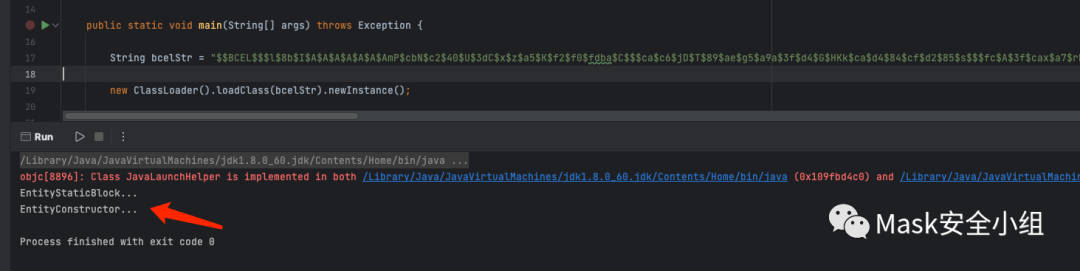 14
15 public static void main(String[] args) throws Exception {
16
17 String bcelStr = "$$BCEL$$$l$8b$I$A$A$A$A$A$A$AmP$cbN$c2$40$U$3dC$x$z$a5$K$f2$f0$fdba$C$$$ca$c6$jD$T$89$ae$g5$a9a$3f$d4$G$HKk$ca$d4$84$cf$d2$85$s$$$fc$A$3f$cax$a7$r
18
19 new ClassLoader().loadClass(bcelStr).newInstance();
20
Run
/Library/Java/JavaVirtualMachines/jdk1.8.0_60.jdk/Contents/Home/bin/java ...
objc[8896]: Class JavaLaunchHelper is implemented in both /Library/Java/JavaVirtualMachines/jdk1.8.0_60.jdk/Contents/Home/bin/java (0x109fbd4c0) and /Library/Java/JavaVirtualMachines
EntityStaticBlock...
EntityConstructor...
Process finished with exit code 0
Mask安全小组